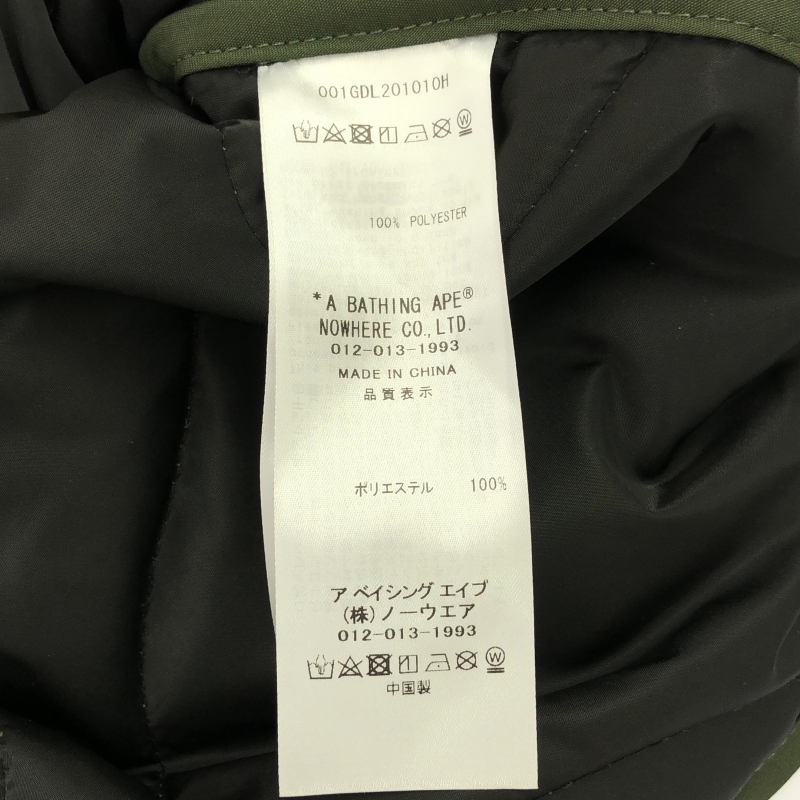 001GDL201010H
100% POLYESTER
*A BATHING APE®
NOWHERE CO.,LTD.
012-013-1993
MADE IN CHINA
品質表示
ポリエステル 100%
ア ベイシング エイプ
(株)ノーウエア
012-013-1993
中国製